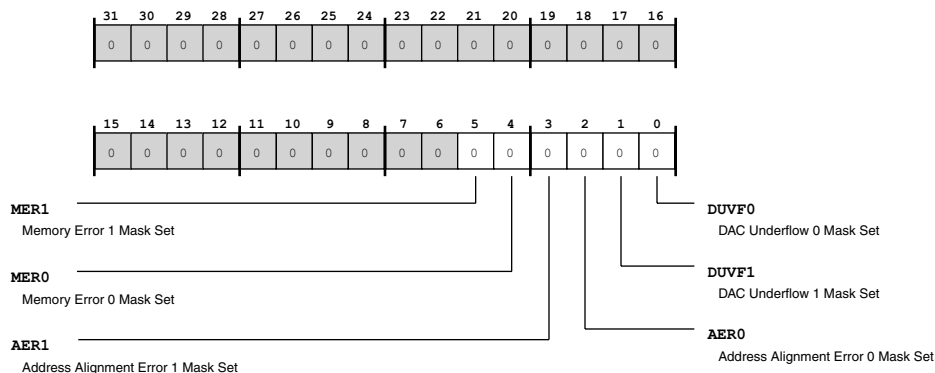 31 30 29 28 27 26 25 24 23 22 21 20 19 18 17 16
0 0 0 0 0 0 0 0 0 0 0 0 0 0 0 0
15 14 13 12 11 10 9 8 7 6 5 4 3 2 1 0
0 0 0 0 0 0 0 0 0 0 0 0 0 0 0 0
MER1
Memory Error 1 Mask Set
MER0
Memory Error 0 Mask Set
AER1
Address Alignment Error 1 Mask Set
DUVF0
DAC Underflow 0 Mask Set
DUVF1
DAC Underflow 1 Mask Set
AER0
Address Alignment Error 0 Mask Set